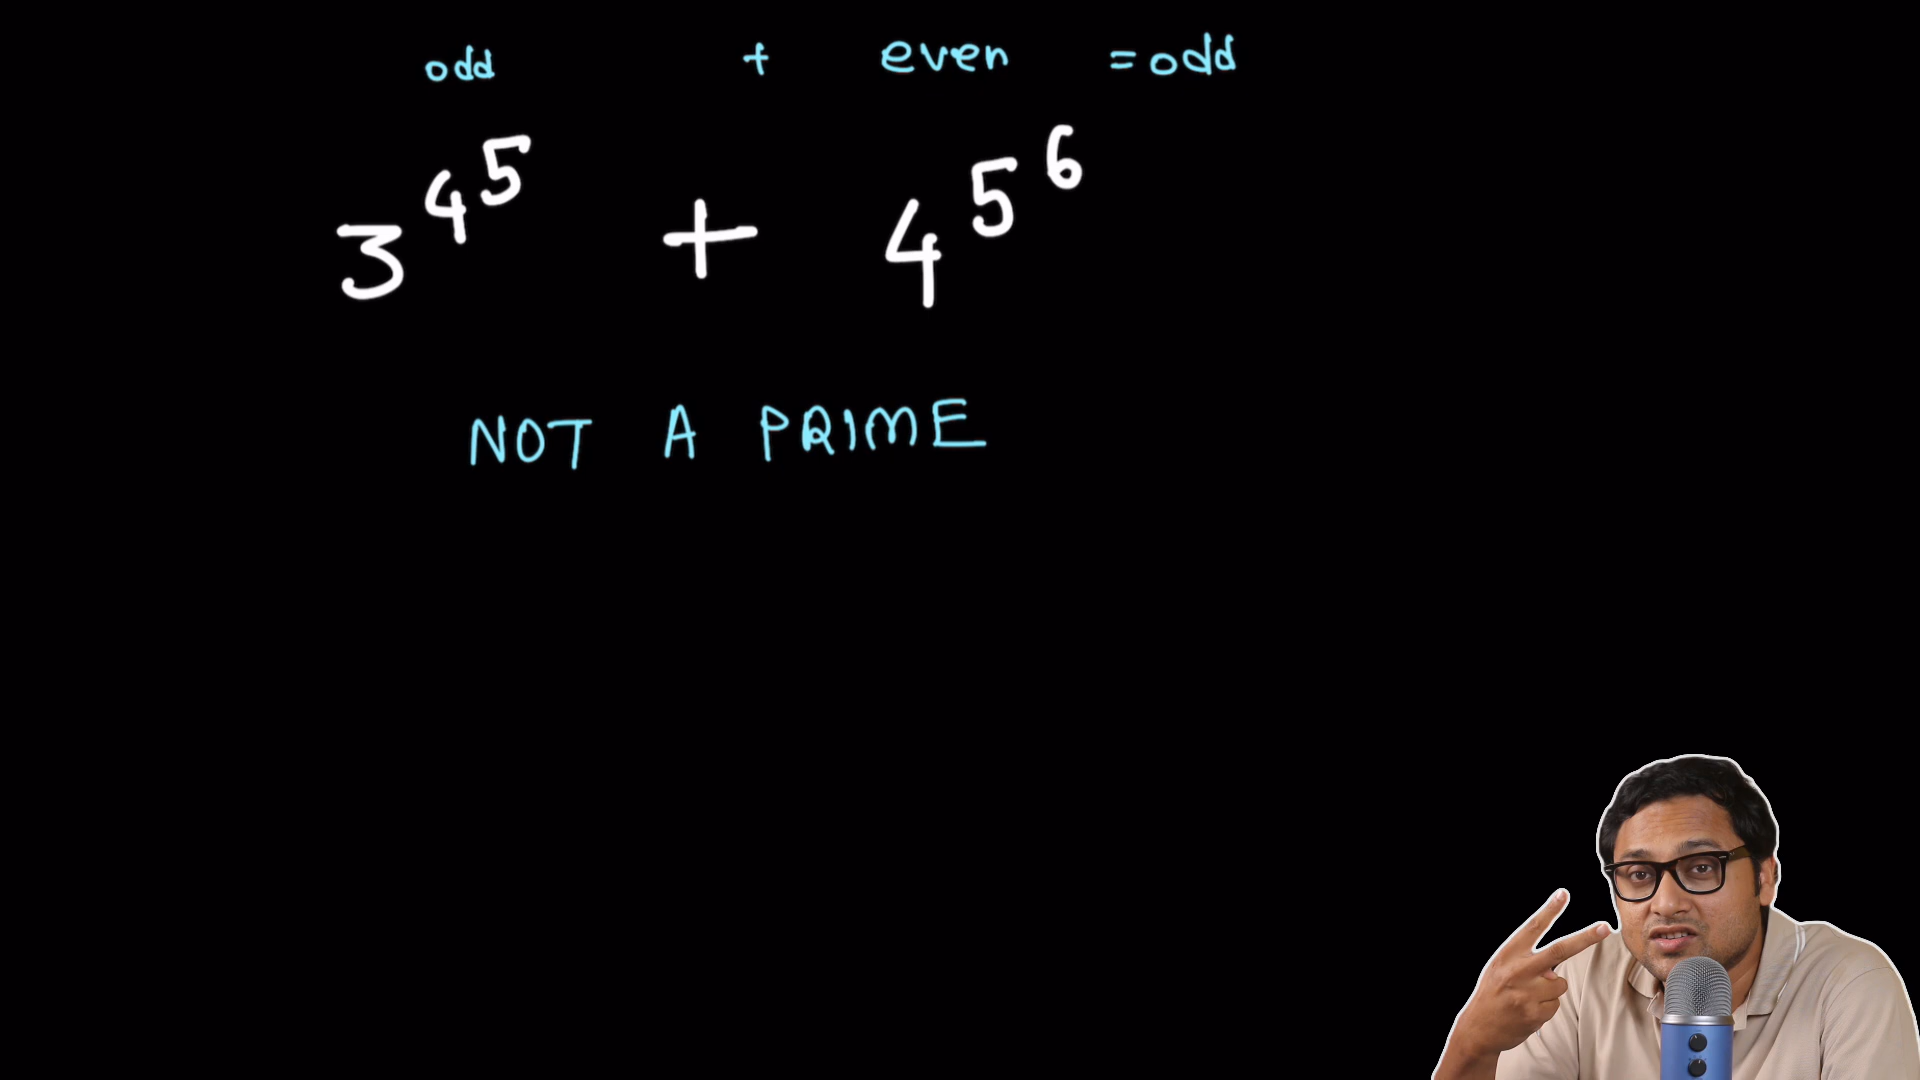 odd + even = odd
3^4^5 + 4^5^6
NOT A PRIME